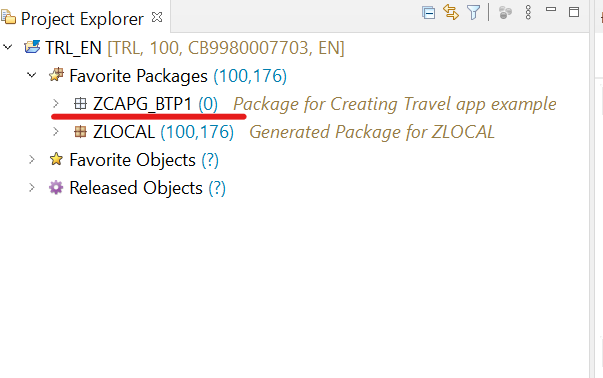 Project Explorer
TRL_EN [TRL, 100, CB9980007703, EN]
Favorite Packages (100,176)
ZCAPG_BTP1 (0) Package for Creating Travel app example
ZLOCAL (100,176) Generated Package for ZLOCAL
Favorite Objects (?)
Released Objects (?)